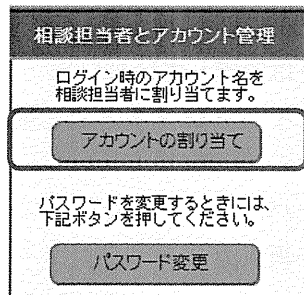 相談担当者とアカウント管理
ログイン時のアカウント名を
相談担当者に割り当てます。
アカウントの割り当て
パスワードを変更するときには、
下記ボタンを押してください。
パスワード変更